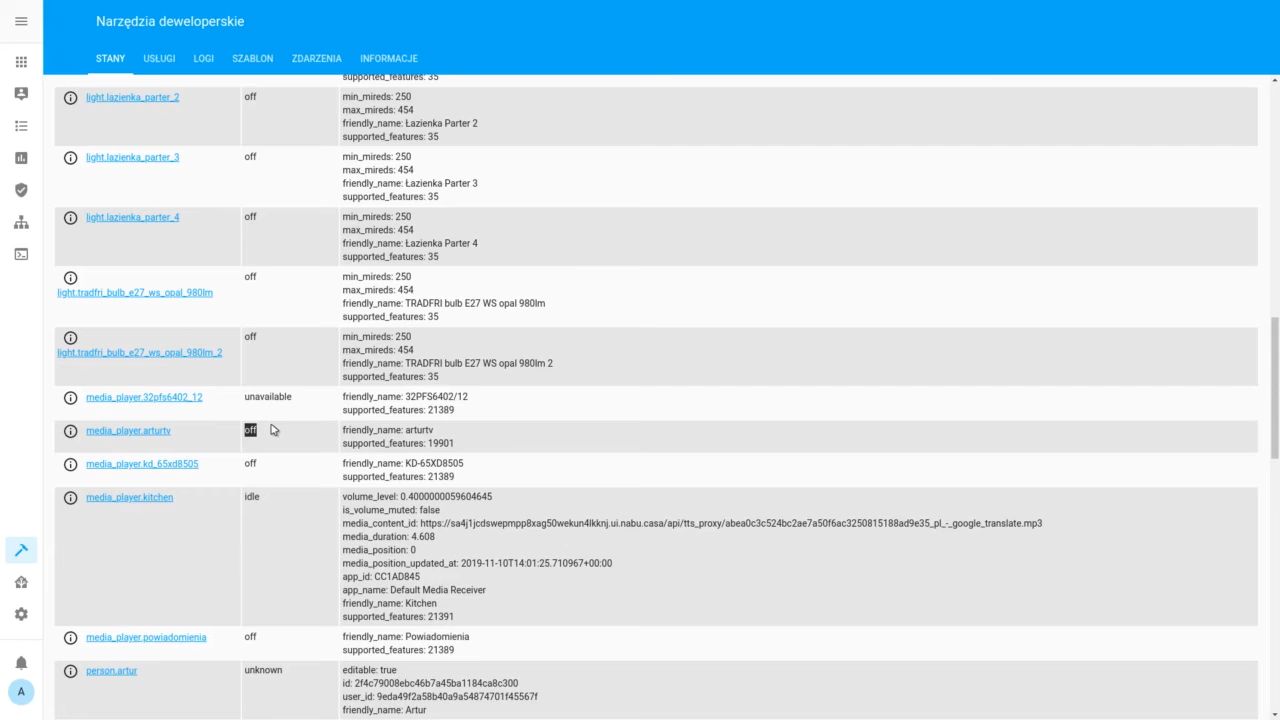 Narzędzia deweloperskie
STANY USŁUGI LOGI SZABLON ZDARZENIA INFORMACJE
supported_features: 35
light.lazienka_parter_2 off min_mireds: 250
max_mireds: 454
friendly_name: Łazienka Parter 2
supported_features: 35
light.lazienka_parter_3 off min_mireds: 250
max_mireds: 454
friendly_name: Łazienka Parter 3
supported_features: 35
light.lazienka_parter_4 off min_mireds: 250
max_mireds: 454
friendly_name: Łazienka Parter 4
supported_features: 35
off min_mireds: 250
light.tradfri_bulb_e27_ws_opal_980lm max_mireds: 454
friendly_name: TRADFRI bulb E27 WS opal 980lm
supported_features: 35
off min_mireds: 250
light.tradfri_bulb_e27_ws_opal_980lm_2 max_mireds: 454
friendly_name: TRADFRI bulb E27 WS opal 980lm 2
supported_features: 35
media_player.32pfs6402_12 unavailable friendly_name: 32PFS6402/12
supported_features: 21389
media_player.arturtv off friendly_name: arturtv
supported_features: 19901
media_player.kd_65xd8505 off friendly_name: KD-65XD8505
supported_features: 21389
media_player.kitchen idle volume_level: 0.4000000059604645
is_volume_muted: false
media_content_id: https://sa4j1jcdswepmpp8xag50wekun4lkknj.ui.nabu.casa/api/tts_proxy/abea0c3c524bc2ae7a50f6ac3250815188ad9e35_pl_-_google_translate.mp3
media_duration: 4.608
media_position: 0
media_position_updated_at: 2019-11-10T14:01:25.710967+00:00
app_id: CC1AD845
app_name: Default Media Receiver
friendly_name: Kitchen
supported_features: 21391
media_player.powiadomienia off friendly_name: Powiadomienia
supported_features: 21389
person.artur unknown editable: true
id: 2f4c79008ebc46b7a45ba1184ca8c300
user_id: 9eda49f2a58b40a9a54874701f45567f
A friendly_name: Artur